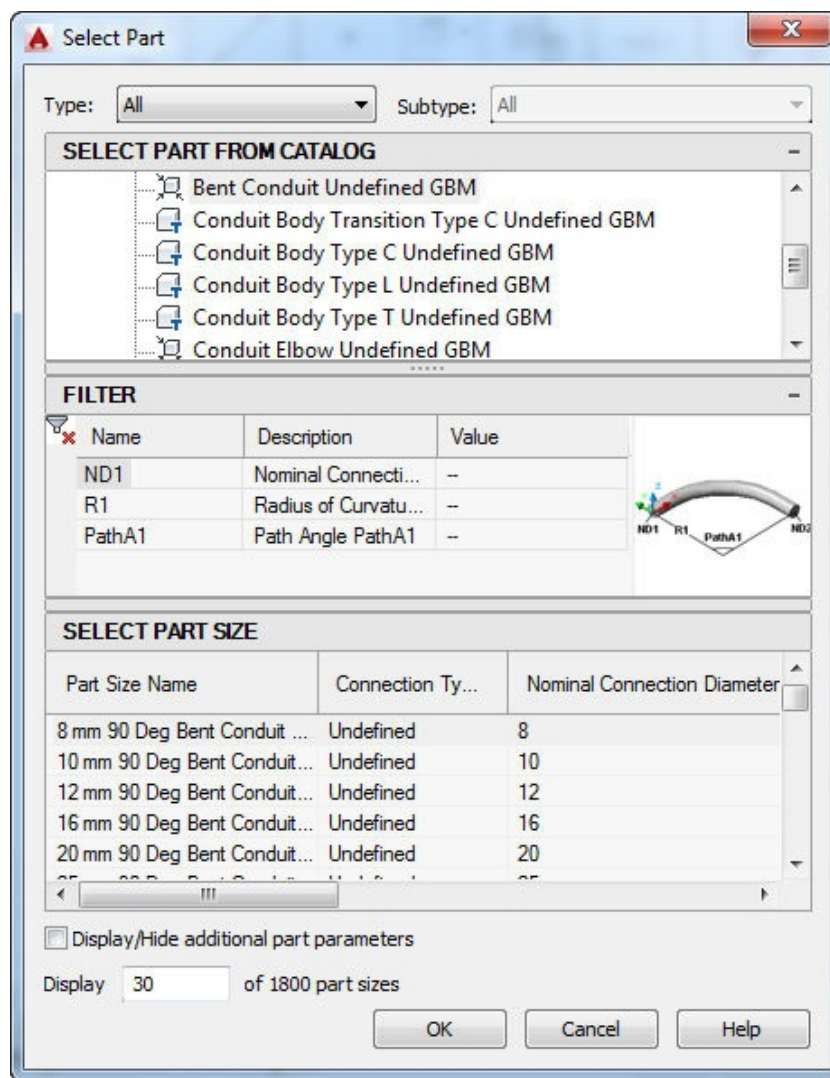 Select Part
Type: All Subtype: All
SELECT PART FROM CATALOG
Bent Conduit Undefined GBM
Conduit Body Transition Type C Undefined GBM
Conduit Body Type C Undefined GBM
Conduit Body Type L Undefined GBM
Conduit Body Type T Undefined GBM
Conduit Elbow Undefined GBM
FILTER
Name Description Value
ND1 Nominal Connecti... --
R1 Radius of Curvatu... --
PathA1 Path Angle PathA1 --
ND1 R1 PathA1 ND2
SELECT PART SIZE
Part Size Name Connection Ty... Nominal Connection Diameter
8 mm 90 Deg Bent Conduit ... Undefined 8
10 mm 90 Deg Bent Conduit... Undefined 10
12 mm 90 Deg Bent Conduit... Undefined 12
16 mm 90 Deg Bent Conduit... Undefined 16
20 mm 90 Deg Bent Conduit... Undefined 20
Display/Hide additional part parameters
Display 30 of 1800 part sizes
OK Cancel Help